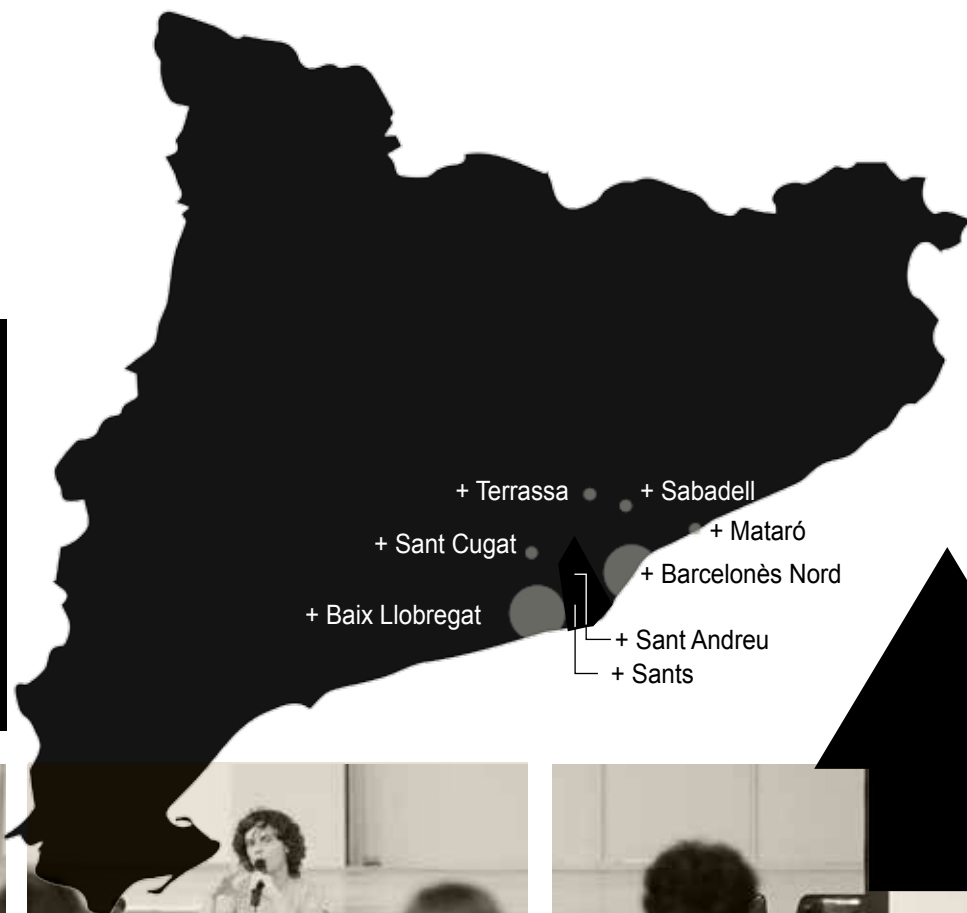 + Terrassa
+ Sabadell
+ Mataró
+ Sant Cugat
+ Barcelonès Nord
+ Baix Llobregat
+ Sant Andreu
+ Sants